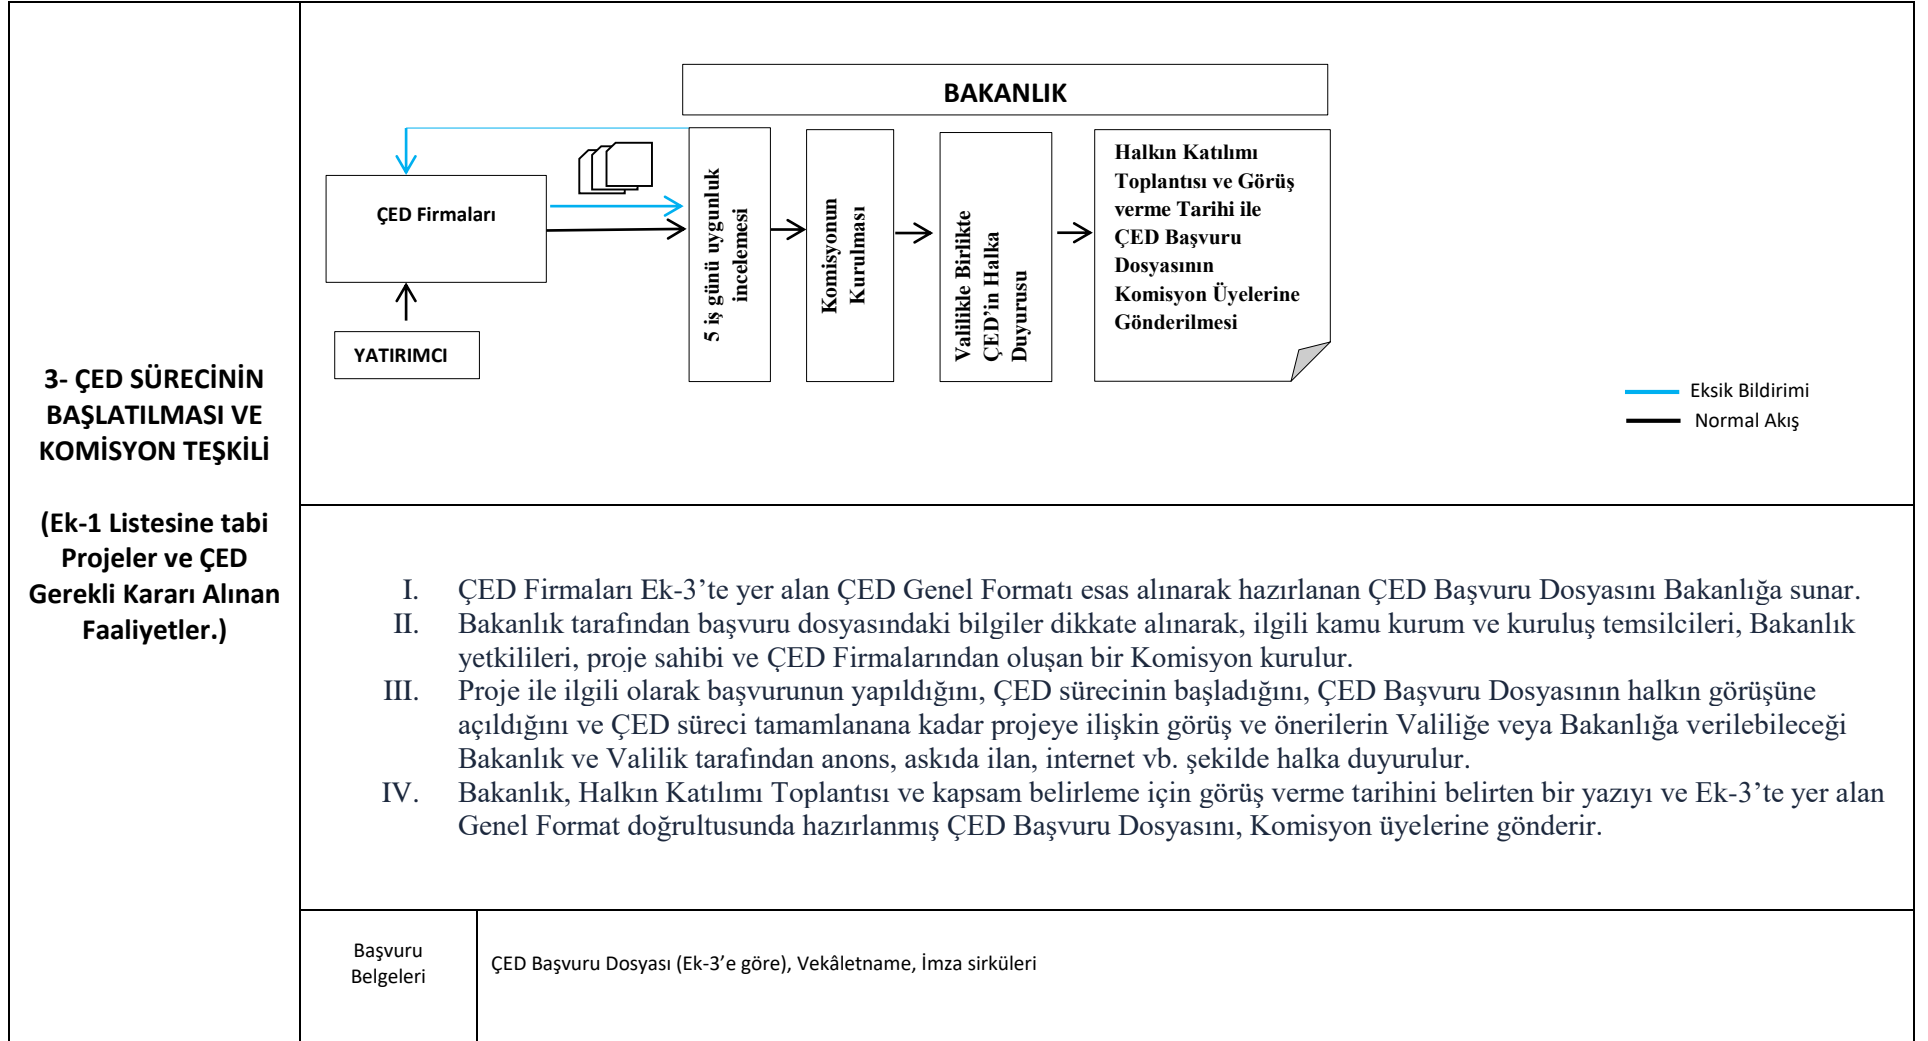 3- ÇED SÜRECİNİN
BAŞLATILMASI VE
KOMİSYON TEŞKİLİ
(Ek-1 Listesine tabi
Projeler ve ÇED
Gerekli Kararı Alınan
Faaliyetler.)
BAKANLIK
ÇED Firmaları
YATIRIMCI
5 iş günü uygunluk
incelemesi
Komisyonun
Kurulması
Valilikle Birlikte
ÇED’in Halka
Duyurusu
Halkın Katılımı
Toplantısı ve Görüş
verme Tarihi ile
ÇED Başvuru
Dosyasının
Komisyon Üyelerine
Gönderilmesi
Eksik Bildirimi
Normal Akış
I. ÇED Firmaları Ek-3’te yer alan ÇED Genel Formatı esas alınarak hazırlanan ÇED Başvuru Dosyasını Bakanlığa sunar.
II. Bakanlık tarafından başvuru dosyasındaki bilgiler dikkate alınarak, ilgili kamu kurum ve kuruluş temsilcileri, Bakanlık
yetkilileri, proje sahibi ve ÇED Firmalarından oluşan bir Komisyon kurulur.
III. Proje ile ilgili olarak başvurunun yapıldığını, ÇED sürecinin başladığını, ÇED Başvuru Dosyasının halkın görüşüne
açıldığını ve ÇED süreci tamamlanana kadar projeye ilişkin görüş ve önerilerin Valiliğe veya Bakanlığa verilebileceği
Bakanlık ve Valilik tarafından anons, askıda ilan, internet vb. şekilde halka duyurulur.
IV. Bakanlık, Halkın Katılımı Toplantısı ve kapsam belirleme için görüş verme tarihini belirten bir yazıyı ve Ek-3’te yer alan
Genel Format doğrultusunda hazırlanmış ÇED Başvuru Dosyasını, Komisyon üyelerine gönderir.
Başvuru
Belgeleri
ÇED Başvuru Dosyası (Ek-3’e göre), Vekâletname, İmza sirküleri